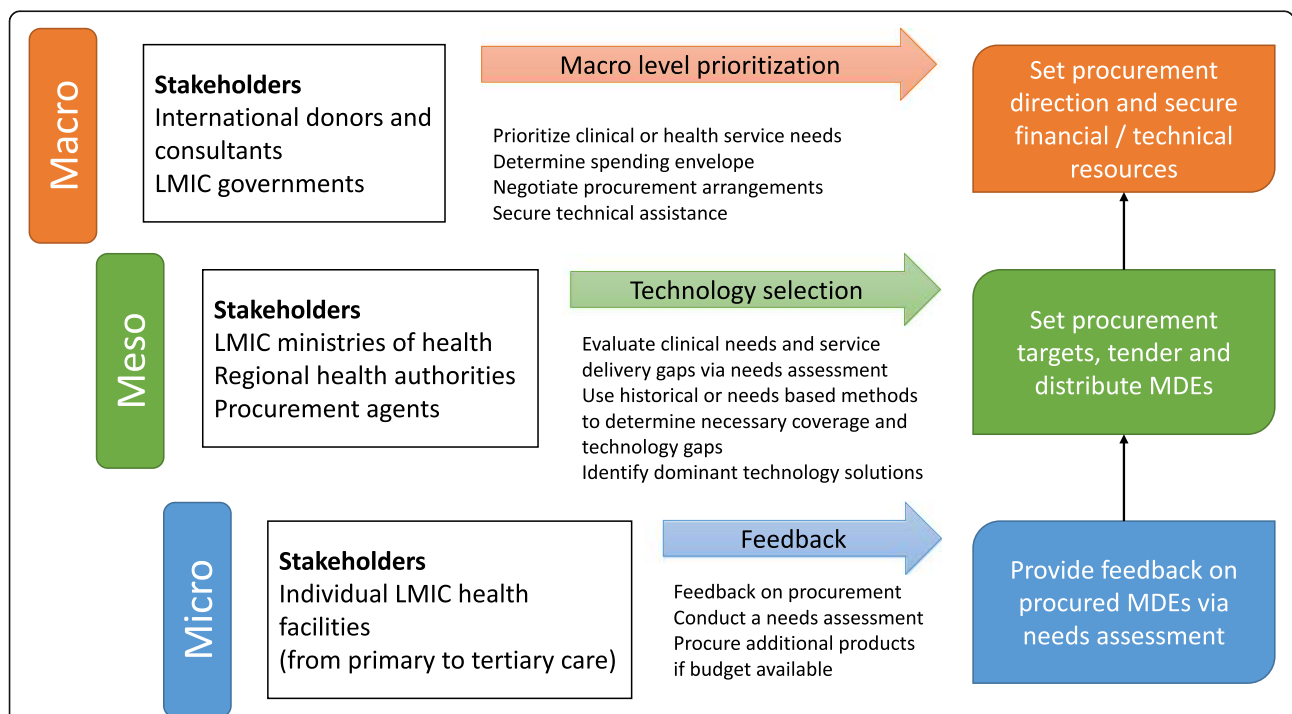 Macro
Stakeholders
International donors and
consultants
LMIC governments
Macro level prioritization
Prioritize clinical or health service needs
Determine spending envelope
Negotiate procurement arrangements
Secure technical assistance
Set procurement
direction and secure
financial / technical
resources
Meso
Stakeholders
LMIC ministries of health
Regional health authorities
Procurement agents
Technology selection
Evaluate clinical needs and service
delivery gaps via needs assessment
Use historical or needs based methods
to determine necessary coverage and
technology gaps
Identify dominant technology solutions
Set procurement
targets, tender and
distribute MDEs
Micro
Stakeholders
Individual LMIC health
facilities
(from primary to tertiary care)
Feedback
Feedback on procurement
Conduct a needs assessment
Procure additional products
if budget available
Provide feedback on
procured MDEs via
needs assessment